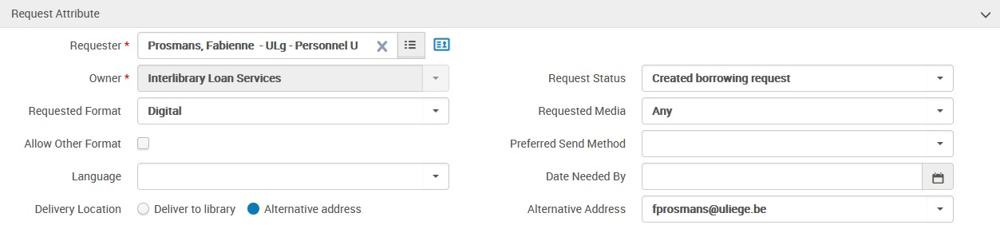 Request Attribute
Requester * Prosmans, Fabienne - ULg - Personnel U
Owner * Interlibrary Loan Services
Request Status Created borrowing request
Requested Format Digital
Requested Media Any
Allow Other Format
Preferred Send Method
Language
Date Needed By
Delivery Location Deliver to library Alternative address
Alternative Address fprosmans@uliege.be